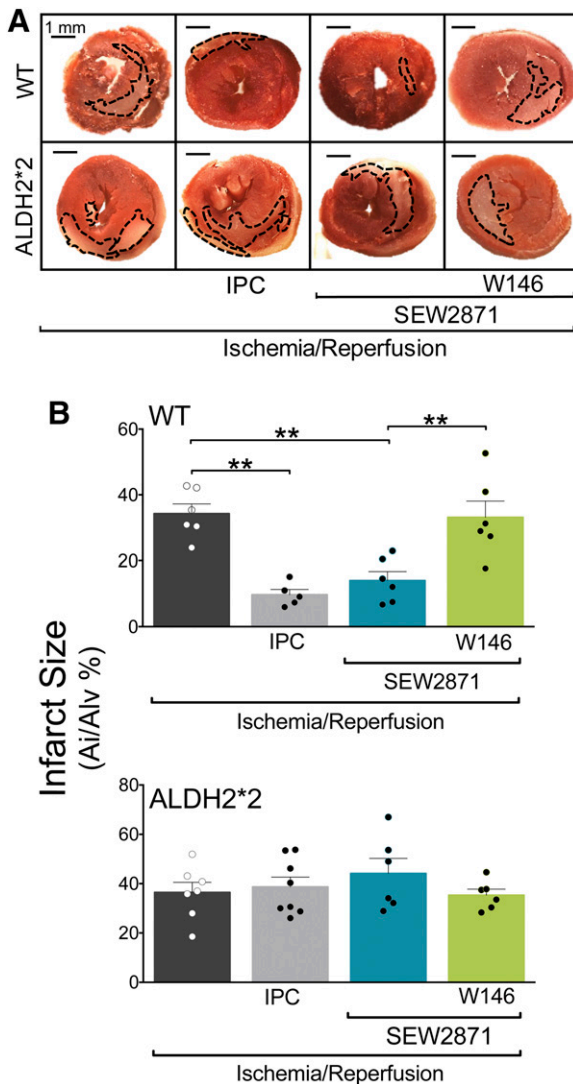 A
1 mm
WT
ALDH2*2
IPC
W146
SEW2871
Ischemia/Reperfusion
B
WT
** 
**
**
60
40
20
0
IPC
W146
SEW2871
Ischemia/Reperfusion
Infarct Size
(Ai/Alv %)
ALDH2*2
80
60
40
20
0
IPC
W146
SEW2871
Ischemia/Reperfusion